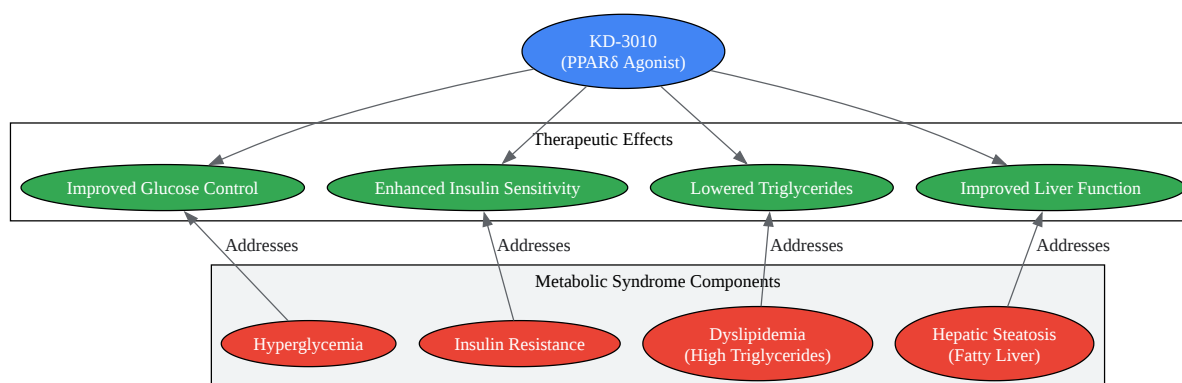 KD-3010
(PPARδ Agonist)
Therapeutic Effects
Improved Glucose Control
Enhanced Insulin Sensitivity
Lowered Triglycerides
Improved Liver Function
Addresses
Addresses
Addresses
Addresses
Metabolic Syndrome Components
Hyperglycemia
Insulin Resistance
Dyslipidemia
(High Triglycerides)
Hepatic Steatosis
(Fatty Liver)